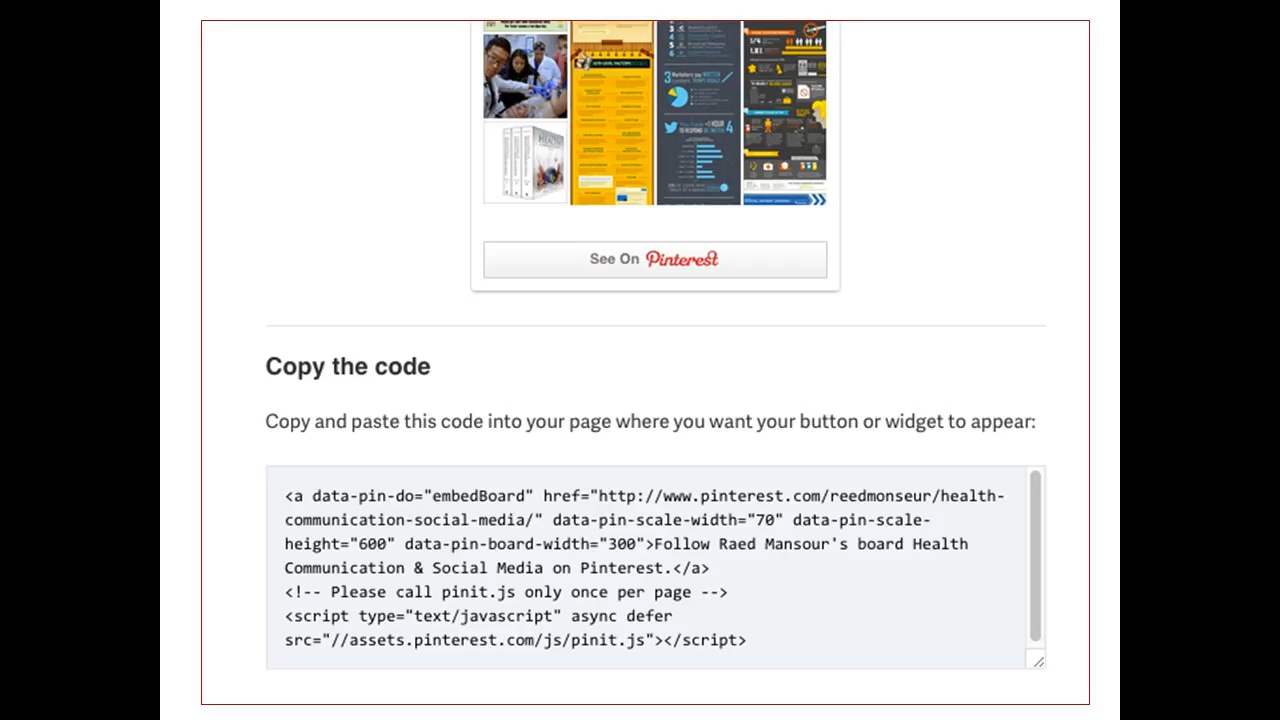 See On Pinterest
Copy the code
Copy and paste this code into your page where you want your button or widget to appear:
<a data-pin-do="embedBoard" href="http://www.pinterest.com/reedmonseur/health-
communication-social-media/" data-pin-scale-width="70" data-pin-scale-
height="600" data-pin-board-width="300">Follow Raed Mansour's board Health
Communication & Social Media on Pinterest.</a>
<!-- Please call pinit.js only once per page -->
<script type="text/javascript" async defer
src="//assets.pinterest.com/js/pinit.js"></script>